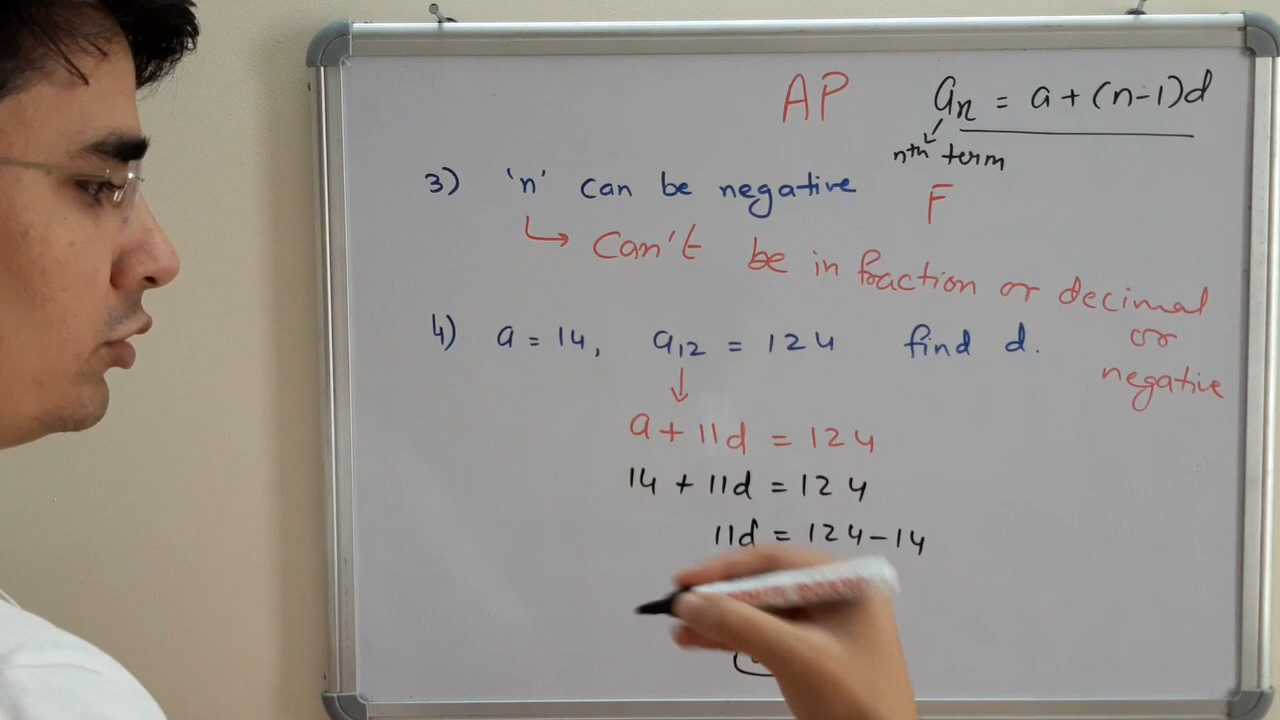 AP
aₙ = a + (n-1)d
nᵗʰ term
3) 'n' can be negative F
↳ Can't be in fraction or decimal
or
negative
4) a = 14, a₁₂ = 124 find d.
↓
a + 11d = 124
14 + 11d = 124
11d = 124 - 14